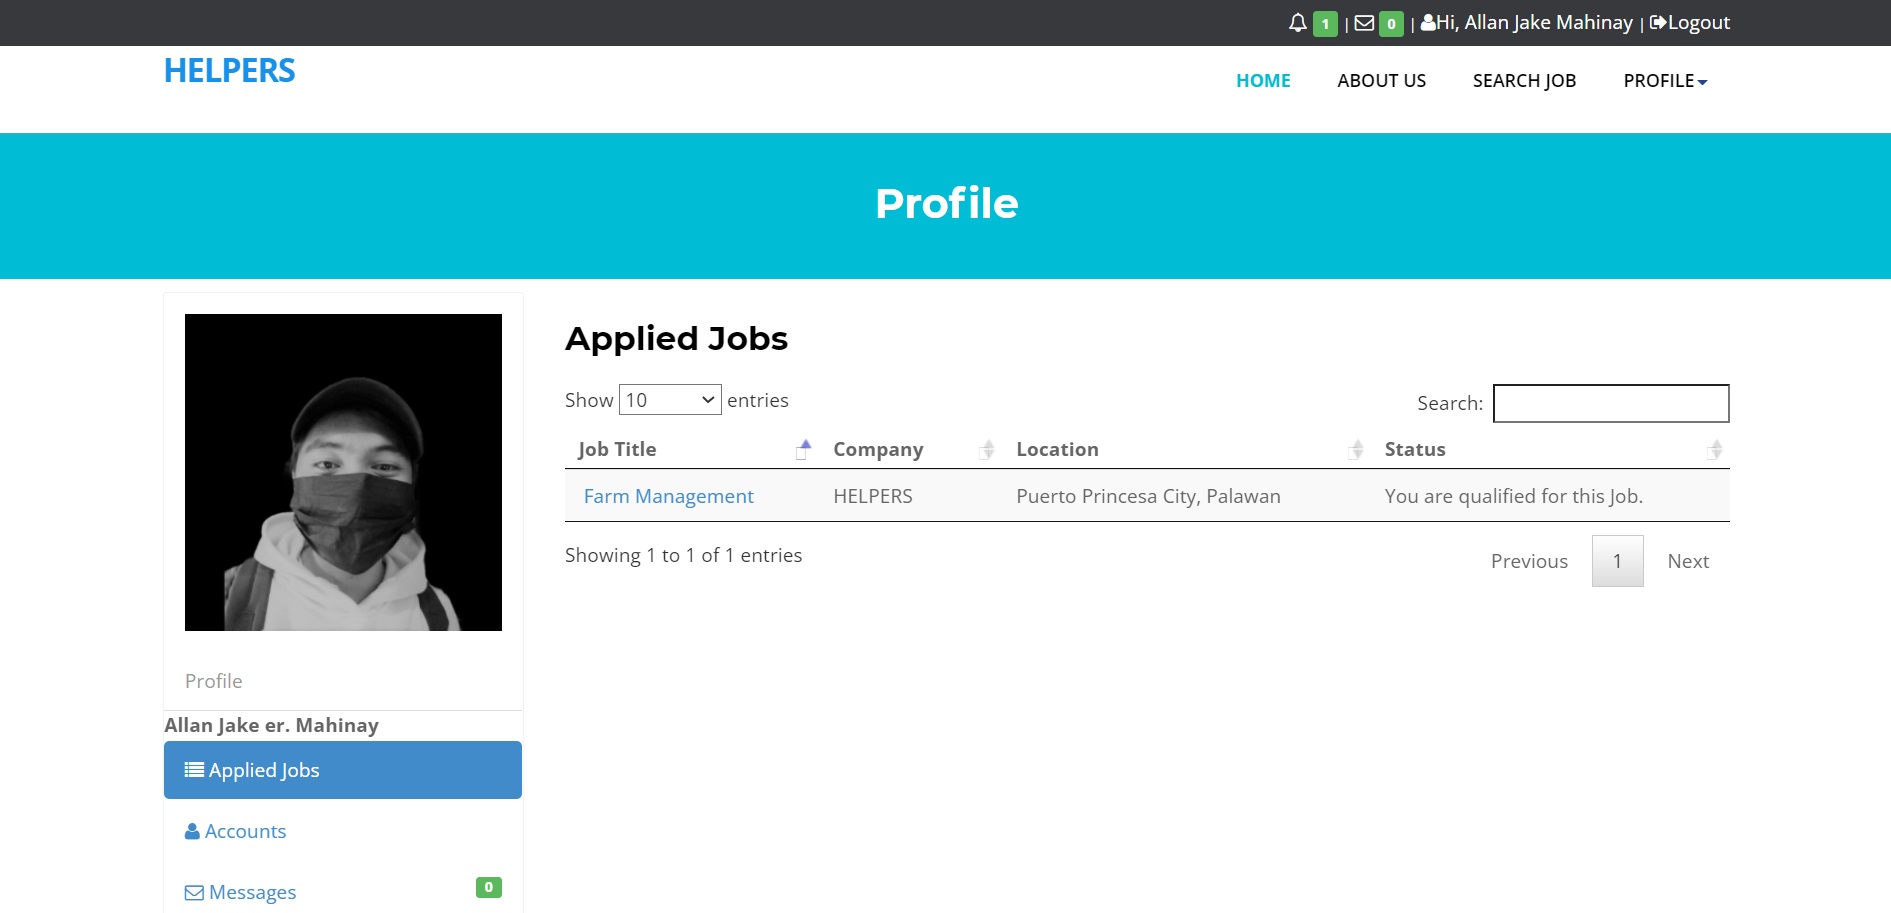 1 | 0 | Hi, Allan Jake Mahinay | Logout
HELPERS
HOME ABOUT US SEARCH JOB PROFILE
Profile
Applied Jobs
Show 10 entries Search:
Job Title Company Location Status
Farm Management HELPERS Puerto Princesa City, Palawan You are qualified for this Job.
Showing 1 to 1 of 1 entries Previous 1 Next
Profile
Allan Jake er. Mahinay
Applied Jobs
Accounts
Messages 0